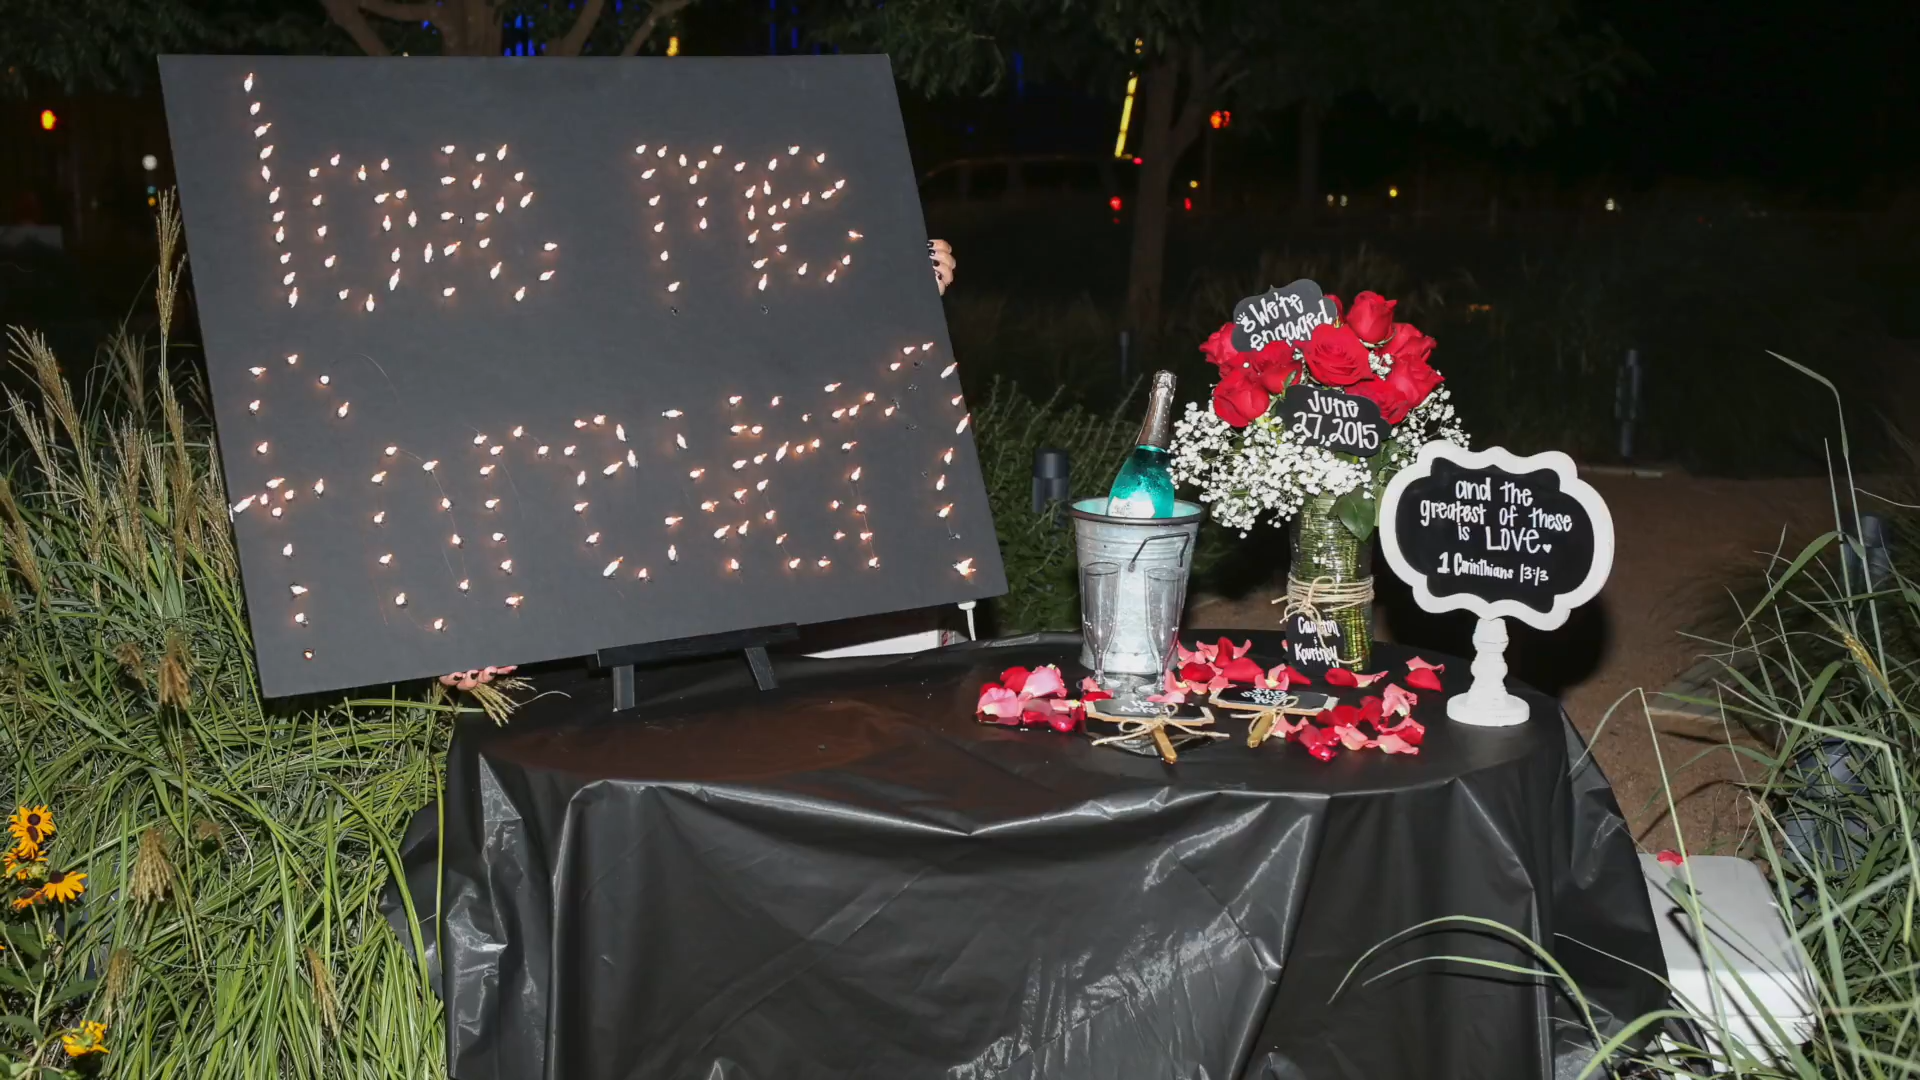 love me
forever
We're
engaged
June
27, 2015
and the
greatest of these
is Love.
1 Corinthians 13:13
Kourtney